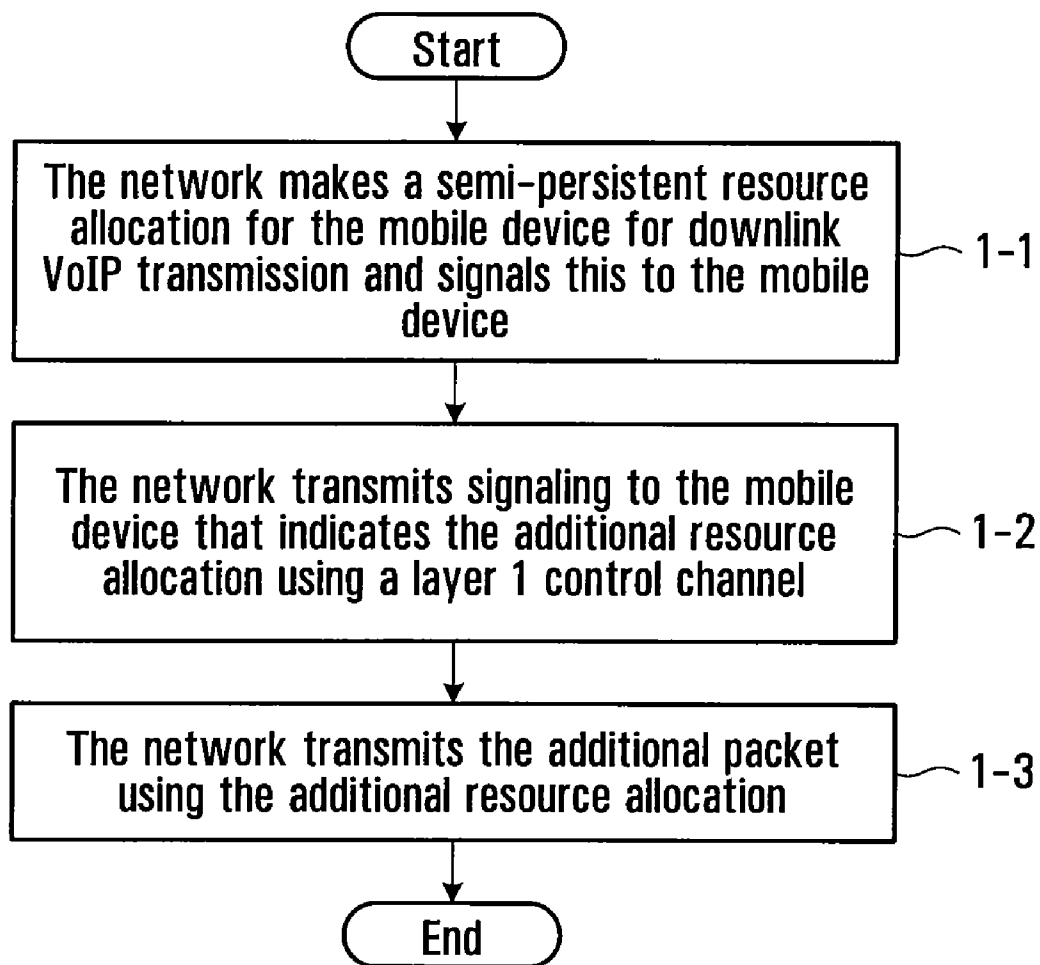 Start
The network makes a semi-persistent resource
allocation for the mobile device for downlink
VoIP transmission and signals this to the mobile
device
1-1
The network transmits signaling to the mobile
device that indicates the additional resource
allocation using a layer 1 control channel
1-2
The network transmits the additional packet
using the additional resource allocation
1-3
End